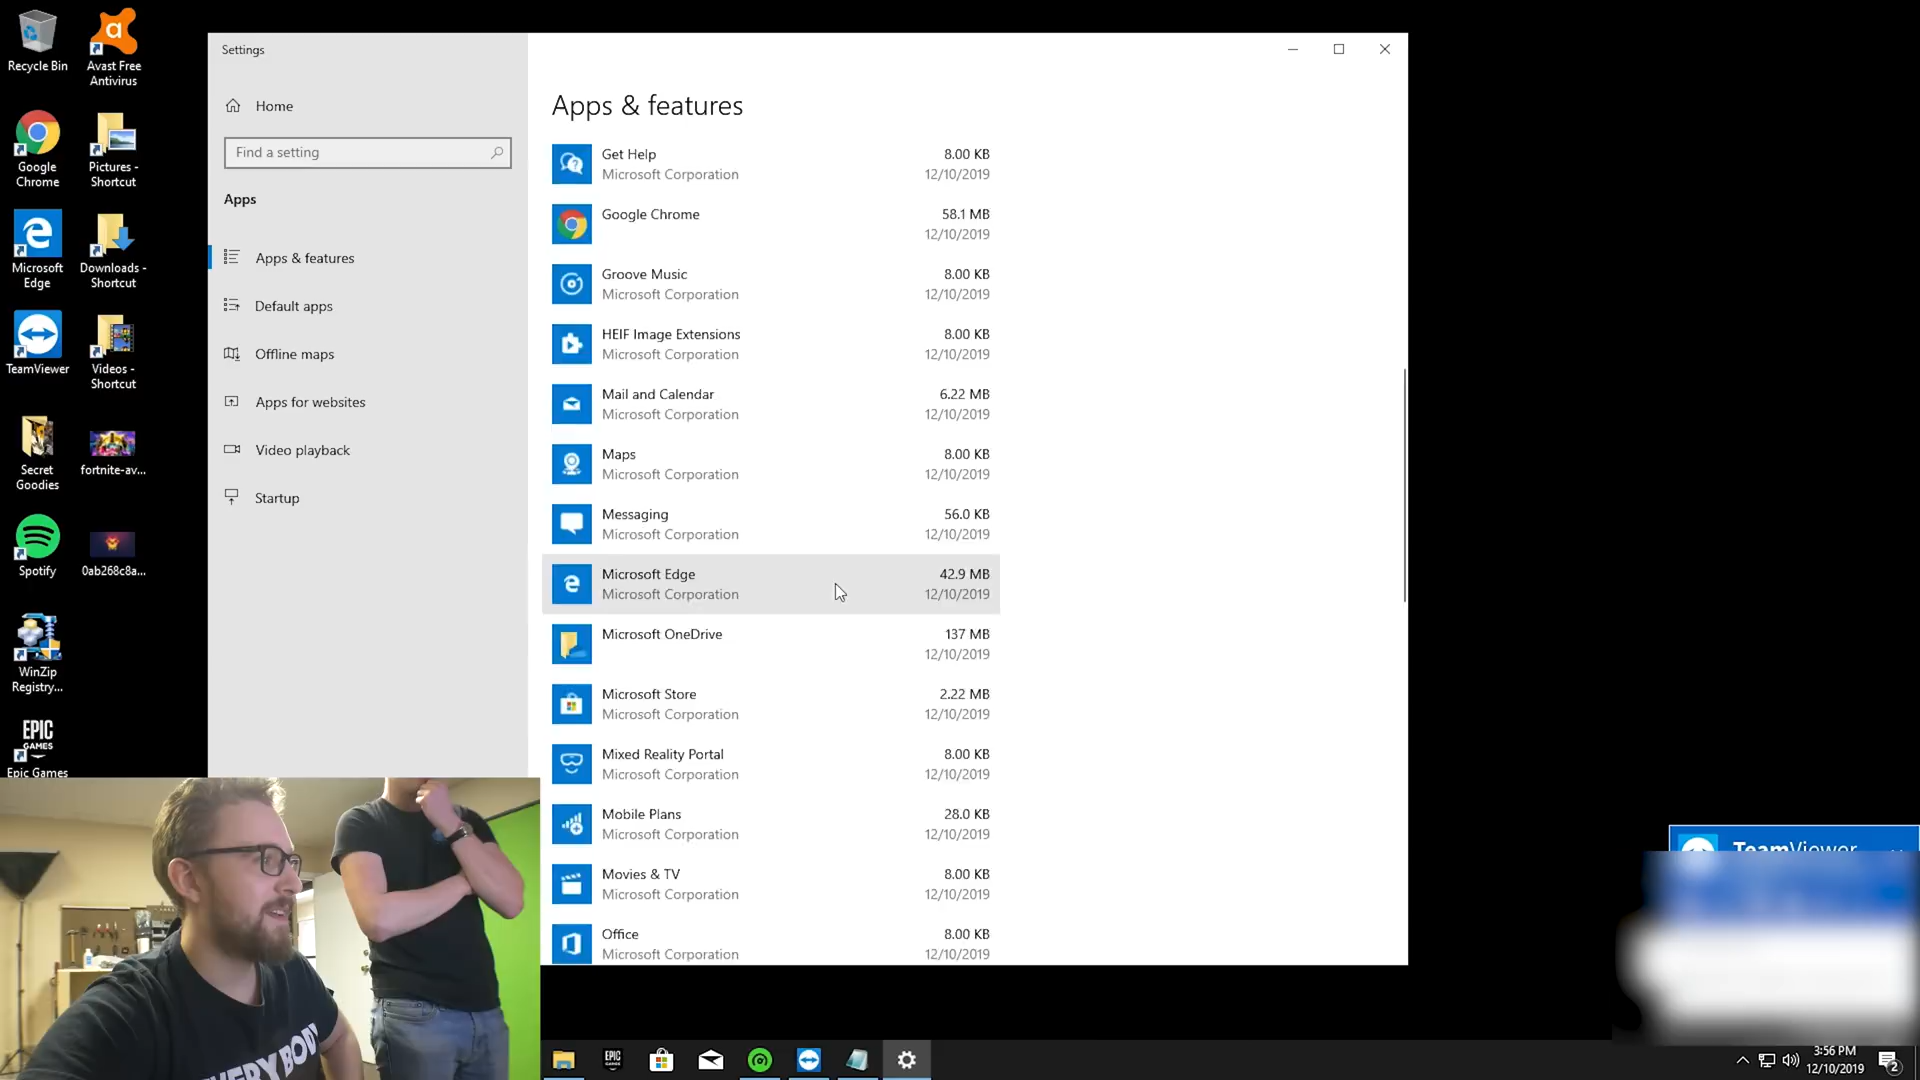 Recycle Bin
Avast Free
Antivirus
Google
Chrome
Pictures -
Shortcut
Microsoft
Edge
Downloads -
Shortcut
TeamViewer
Videos -
Shortcut
Secret
Goodies
fortnite-av...
Spotify
0ab268c8a...
WinZip
Registry...
EPIC
GAMES
Epic Games
Settings
Home
Find a setting
Apps
Apps & features
Default apps
Offline maps
Apps for websites
Video playback
Startup
Apps & features
Get Help 8.00 KB
Microsoft Corporation 12/10/2019
Google Chrome 58.1 MB
12/10/2019
Groove Music 8.00 KB
Microsoft Corporation 12/10/2019
HEIF Image Extensions 8.00 KB
Microsoft Corporation 12/10/2019
Mail and Calendar 6.22 MB
Microsoft Corporation 12/10/2019
Maps 8.00 KB
Microsoft Corporation 12/10/2019
Messaging 56.0 KB
Microsoft Corporation 12/10/2019
Microsoft Edge 42.9 MB
Microsoft Corporation 12/10/2019
Microsoft OneDrive 137 MB
12/10/2019
Microsoft Store 2.22 MB
Microsoft Corporation 12/10/2019
Mixed Reality Portal 8.00 KB
Microsoft Corporation 12/10/2019
Mobile Plans 28.0 KB
Microsoft Corporation 12/10/2019
Movies & TV 8.00 KB
Microsoft Corporation 12/10/2019
Office 8.00 KB
Microsoft Corporation 12/10/2019
TeamViewer
EPIC
GAMES
3:56 PM
12/10/2019
2